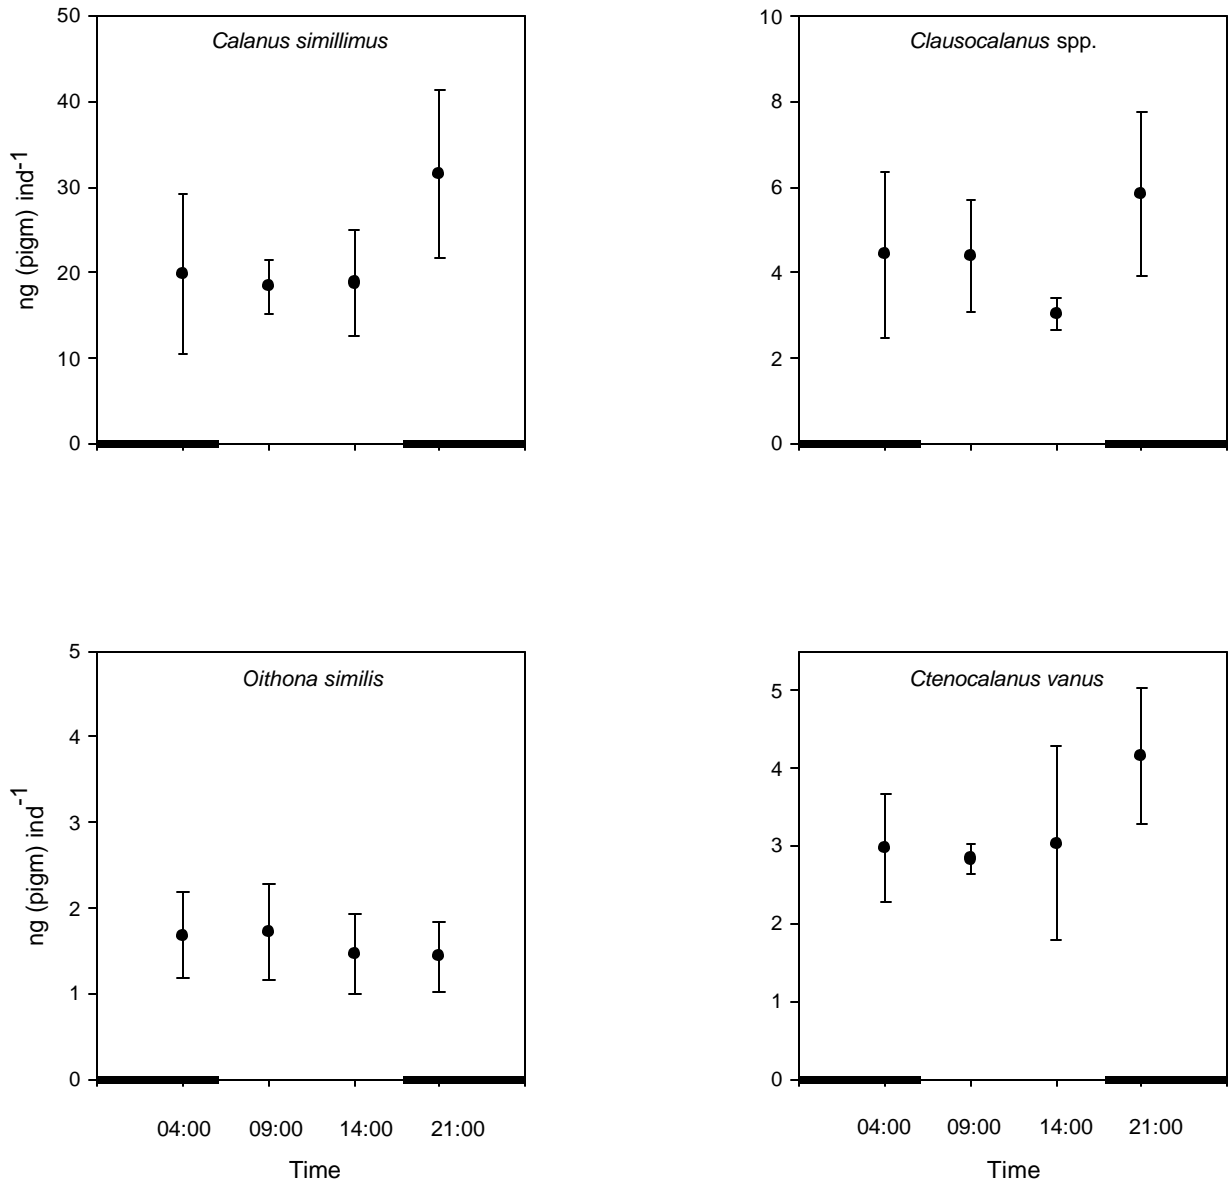 Calanus simillimus
50
40
30
20
10
0
ng (pigm) ind-1
Clausocalanus spp.
10
8
6
4
2
0
Oithona similis
5
4
3
2
1
0
ng (pigm) ind-1
04:00 09:00 14:00 21:00
Time
Ctenocalanus vanus
5
4
3
2
1
0
04:00 09:00 14:00 21:00
Time